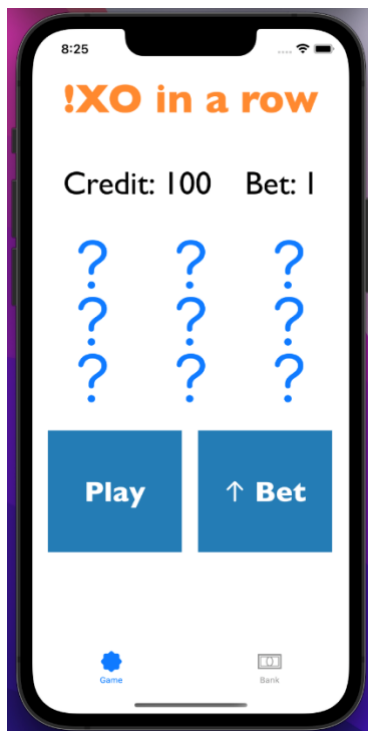 8:25
!XO in a row
Credit: 100 Bet: 1
? ? ?
? ? ?
? ? ?
Play ↑ Bet
Game Bank